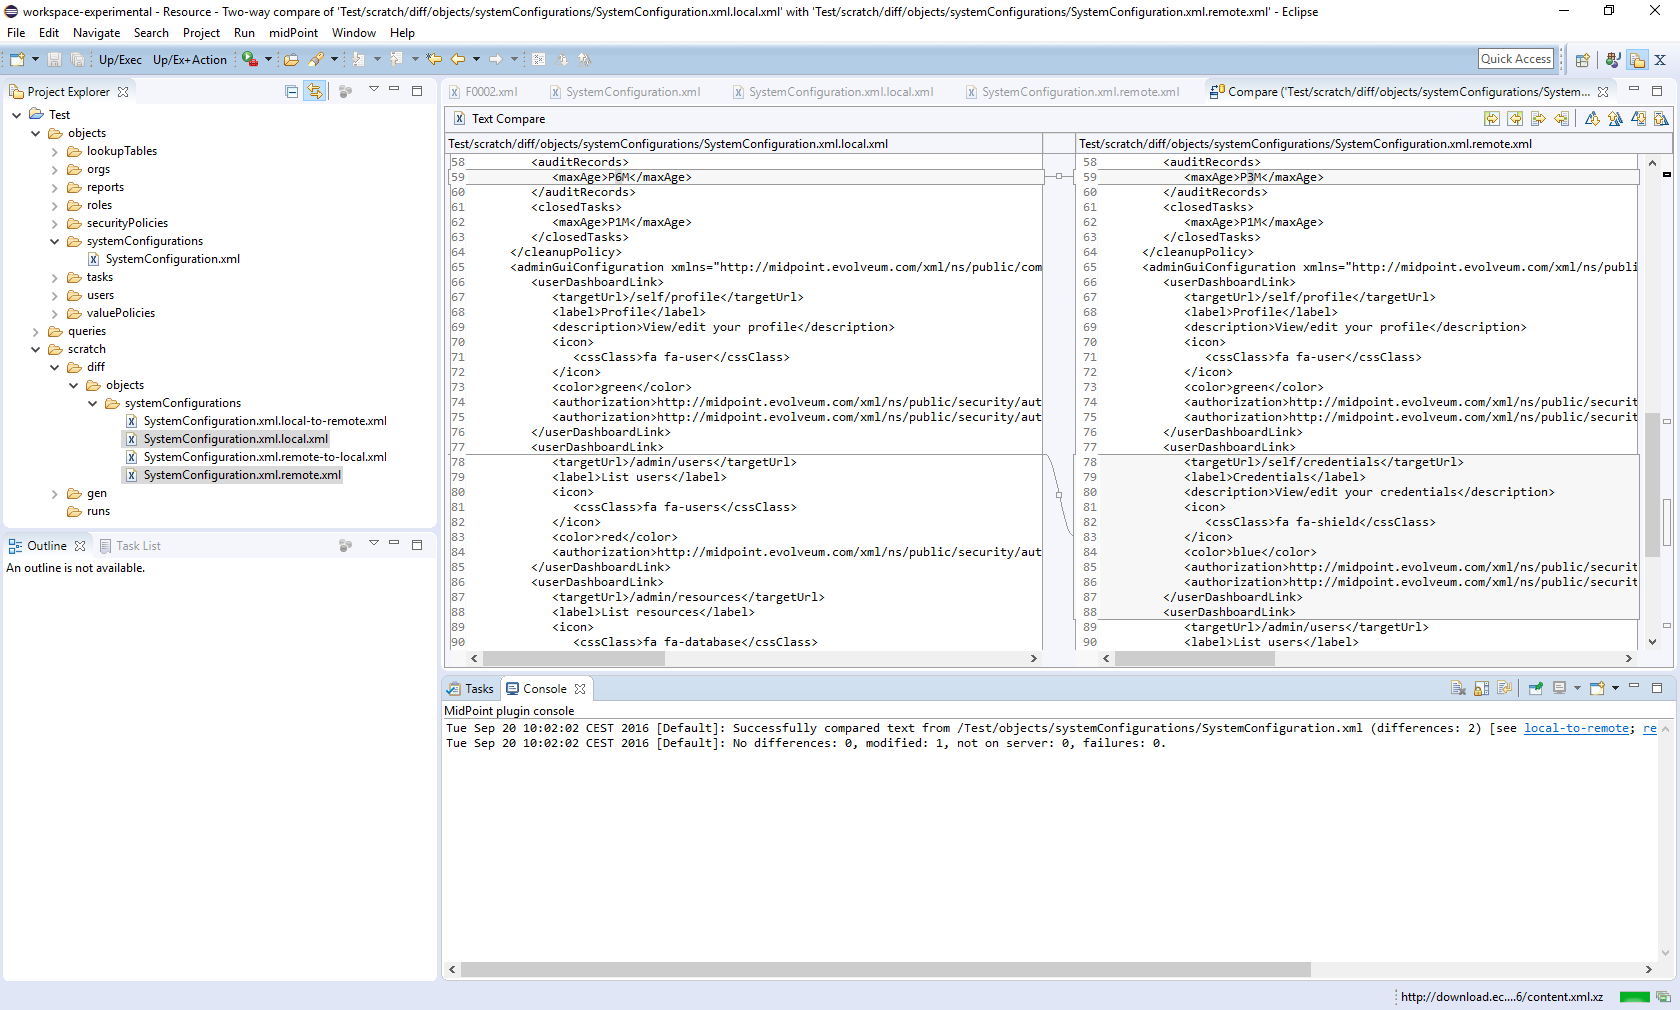 workspace-experimental - Resource - Two-way compare of 'Test/scratch/diff/objects/systemConfigurations/SystemConfiguration.xml.local.xml' with 'Test/scratch/diff/objects/systemConfigurations/SystemConfiguration.xml.remote.xml' - Eclipse
File Edit Navigate Search Project Run midPoint Window Help
Up/Exec Up/Ex+Action Quick Access
Project Explorer
Test
objects
lookupTables
orgs
reports
roles
securityPolicies
systemConfigurations
SystemConfiguration.xml
tasks
users
valuePolicies
queries
scratch
diff
objects
systemConfigurations
SystemConfiguration.xml.local-to-remote.xml
SystemConfiguration.xml.local.xml
SystemConfiguration.xml.remote-to-local.xml
SystemConfiguration.xml.remote.xml
gen
runs
Outline Task List
An outline is not available.
F0002.xml SystemConfiguration.xml SystemConfiguration.xml.local.xml SystemConfiguration.xml.remote.xml Compare ('Test/scratch/diff/objects/systemConfigurations/System...
Text Compare
Test/scratch/diff/objects/systemConfigurations/SystemConfiguration.xml.local.xml
58 <auditRecords>
59 <maxAge>P6M</maxAge>
60 </auditRecords>
61 <closedTasks>
62 <maxAge>P1M</maxAge>
63 </closedTasks>
64 </cleanupPolicy>
65 <adminGuiConfiguration xmlns="http://midpoint.evolveum.com/xml/ns/public/com
66 <userDashboardLink>
67 <targetUrl>/self/profile</targetUrl>
68 <label>Profile</label>
69 <description>View/edit your profile</description>
70 <icon>
71 <cssClass>fa fa-user</cssClass>
72 </icon>
73 <color>green</color>
74 <authorization>http://midpoint.evolveum.com/xml/ns/public/security/aut
75 <authorization>http://midpoint.evolveum.com/xml/ns/public/security/aut
76 </userDashboardLink>
77 <userDashboardLink>
78 <targetUrl>/admin/users</targetUrl>
79 <label>List users</label>
80 <icon>
81 <cssClass>fa fa-users</cssClass>
82 </icon>
83 <color>red</color>
84 <authorization>http://midpoint.evolveum.com/xml/ns/public/security/aut
85 </userDashboardLink>
86 <userDashboardLink>
87 <targetUrl>/admin/resources</targetUrl>
88 <label>List resources</label>
89 <icon>
90 <cssClass>fa fa-database</cssClass>
Test/scratch/diff/objects/systemConfigurations/SystemConfiguration.xml.remote.xml
58 <auditRecords>
59 <maxAge>P3M</maxAge>
60 </auditRecords>
61 <closedTasks>
62 <maxAge>P1M</maxAge>
63 </closedTasks>
64 </cleanupPolicy>
65 <adminGuiConfiguration xmlns="http://midpoint.evolveum.com/xml/ns/publi
66 <userDashboardLink>
67 <targetUrl>/self/profile</targetUrl>
68 <label>Profile</label>
69 <description>View/edit your profile</description>
70 <icon>
71 <cssClass>fa fa-user</cssClass>
72 </icon>
73 <color>green</color>
74 <authorization>http://midpoint.evolveum.com/xml/ns/public/securit
75 <authorization>http://midpoint.evolveum.com/xml/ns/public/securit
76 </userDashboardLink>
77 <userDashboardLink>
78 <targetUrl>/self/credentials</targetUrl>
79 <label>Credentials</label>
80 <description>View/edit your credentials</description>
81 <icon>
82 <cssClass>fa fa-shield</cssClass>
83 </icon>
84 <color>blue</color>
85 <authorization>http://midpoint.evolveum.com/xml/ns/public/securit
86 <authorization>http://midpoint.evolveum.com/xml/ns/public/securit
87 </userDashboardLink>
88 <userDashboardLink>
89 <targetUrl>/admin/users</targetUrl>
90 <label>List users</label>
Tasks Console
MidPoint plugin console
Tue Sep 20 10:02:02 CEST 2016 [Default]: Successfully compared text from /Test/objects/systemConfigurations/SystemConfiguration.xml (differences: 2) [see local-to-remote; re
Tue Sep 20 10:02:02 CEST 2016 [Default]: No differences: 0, modified: 1, not on server: 0, failures: 0.
http://download.ec....6/content.xml.xz